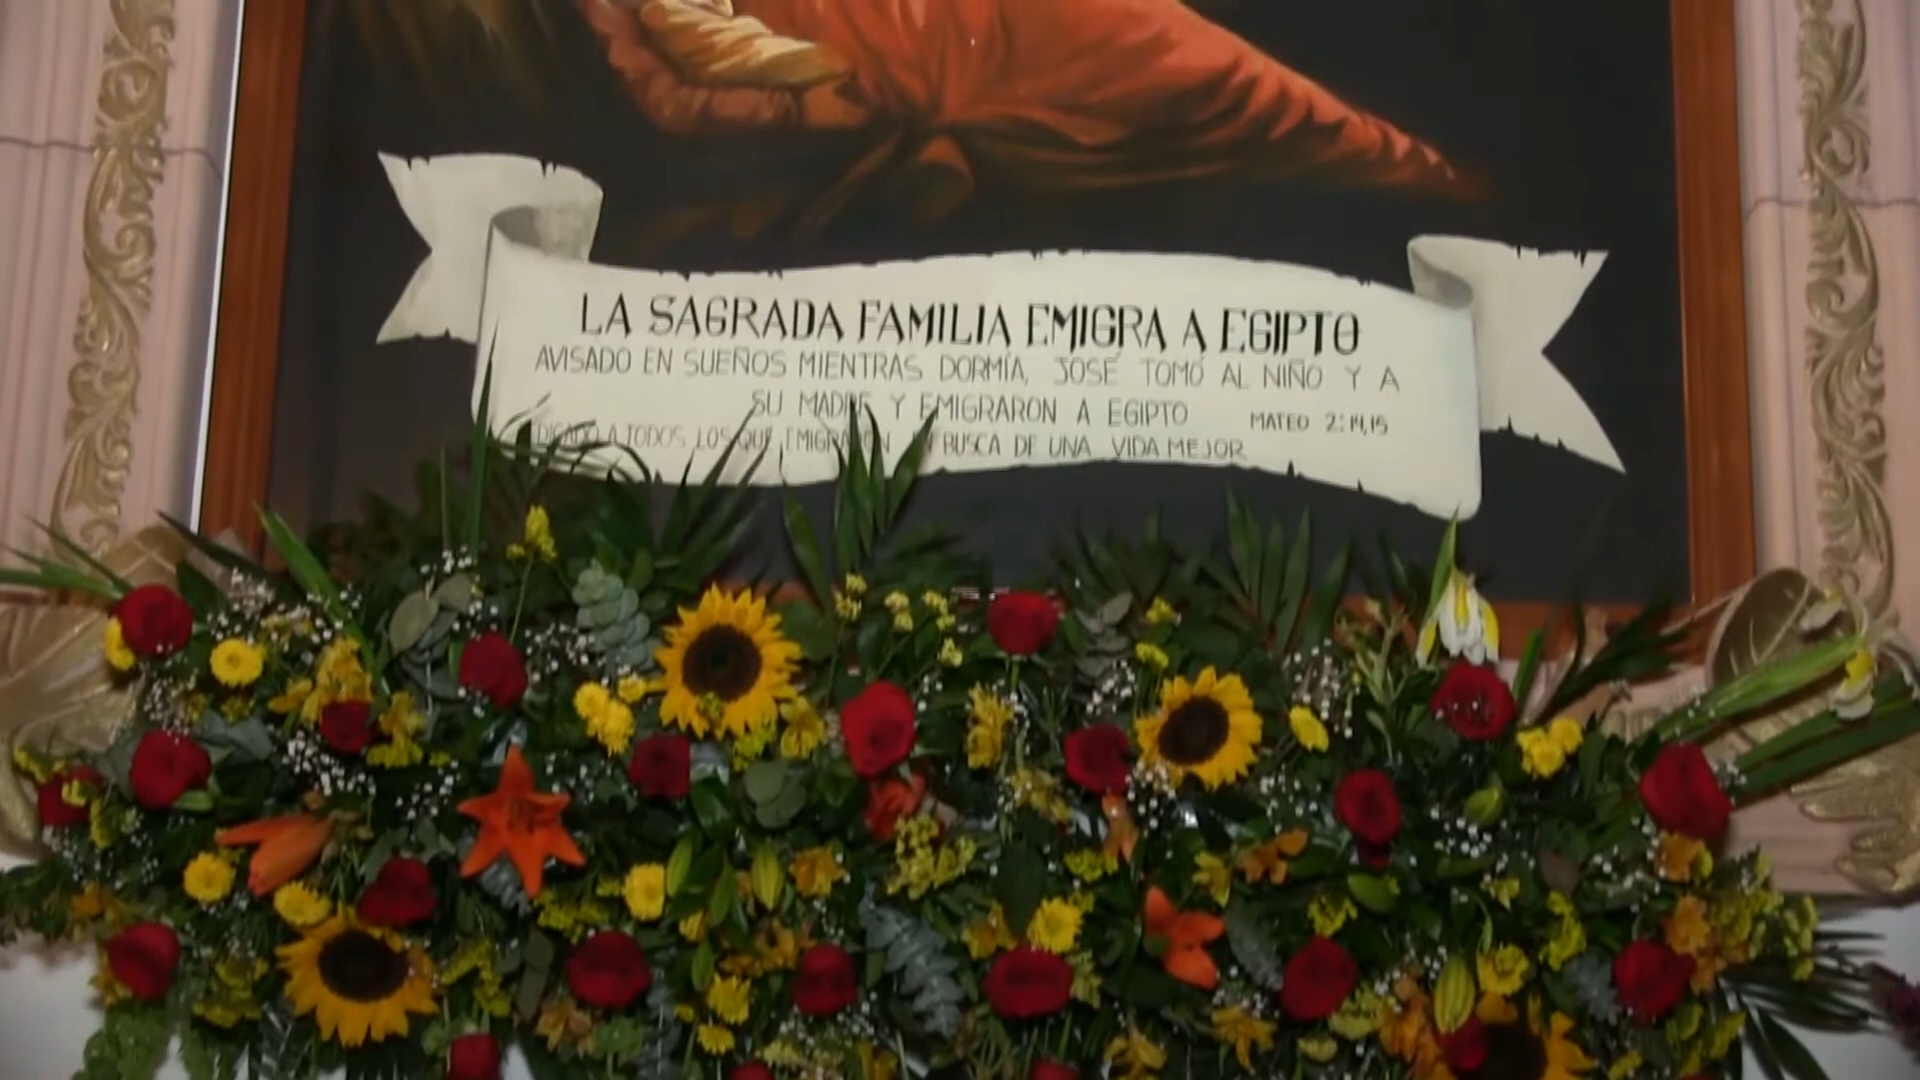 LA SAGRADA FAMILIA EMIGRA A EGIPTO
AVISADO EN SUEÑOS MIENTRAS DORMÍA, JOSÉ TOMÓ AL NIÑO Y A
SU MADRE Y EMIGRARON A EGIPTO MATEO 2:14,15
A TODOS LOS QUE EMIGRARON BUSCA DE UNA VIDA MEJOR